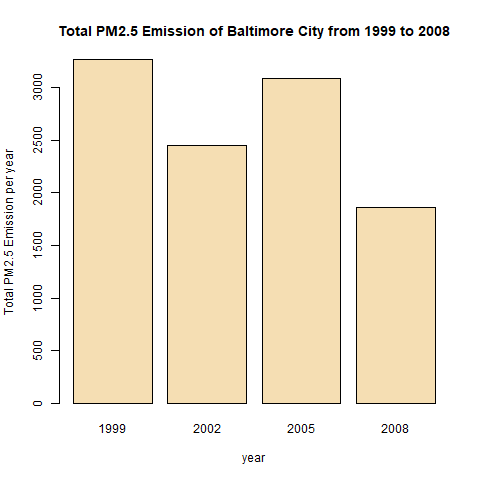 Total PM2.5 Emission of Baltimore City from 1999 to 2008
Total PM2.5 Emission per year
3000
2500
2000
1500
1000
500
0
1999 2002 2005 2008
year